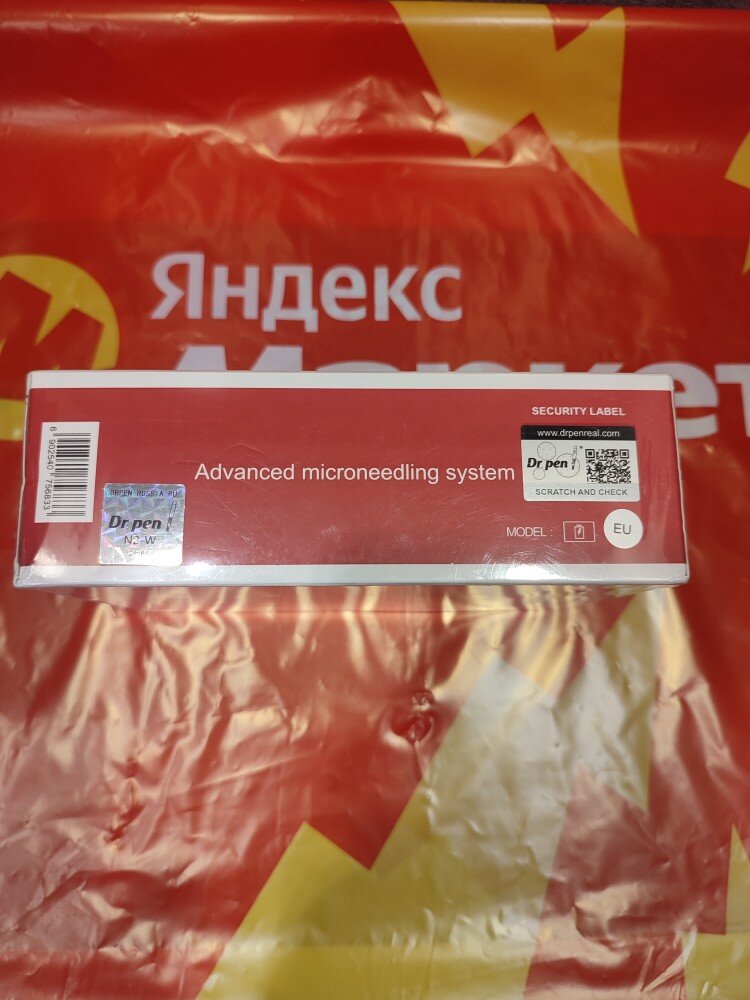 Яндекс
Маркет
SECURITY LABEL
www.drpenreal.com
Dr.pen
SCRATCH AND CHECK
Advanced microneedling system
6 902540 756833
DRPEN RUSSIA.RU
Dr.pen
N2-W
MODEL :
EU